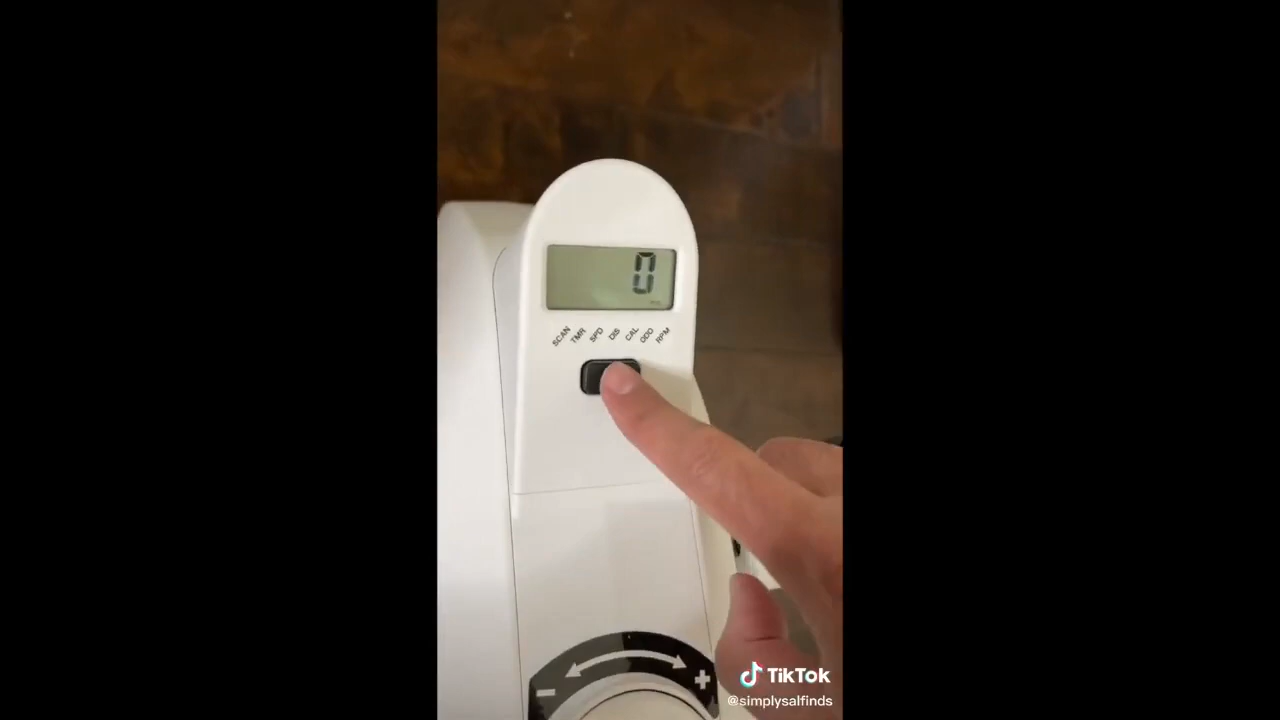 0
SCAN TMR SPD DIS CAL ODO RPM
− +
TikTok
@simplysalfinds